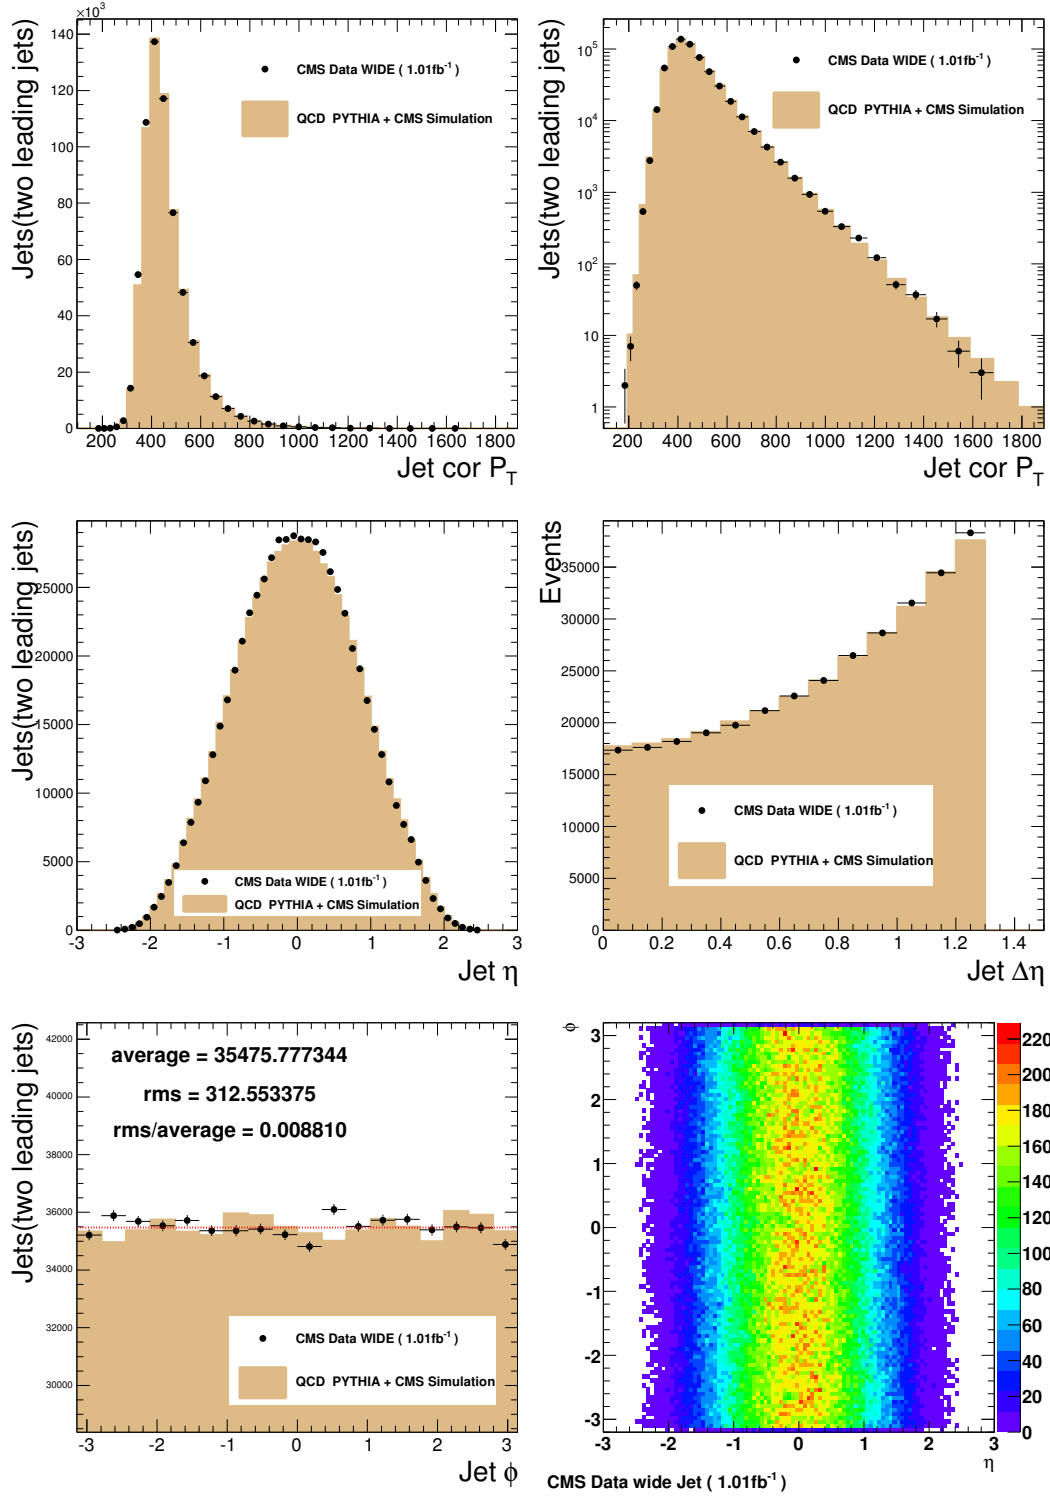 ×10³
140
120
100
80
60
40
20
0
200 400 600 800 1000 1200 1400 1600 1800
Jet cor P_T
Jets(two leading jets)
CMS Data WIDE ( 1.01fb⁻¹)
QCD PYTHIA + CMS Simulation
10⁵
10⁴
10³
10²
10
1
200 400 600 800 1000 1200 1400 1600 1800
Jet cor P_T
Jets(two leading jets)
CMS Data WIDE ( 1.01fb⁻¹)
QCD PYTHIA + CMS Simulation
25000
20000
15000
10000
5000
0
-3 -2 -1 0 1 2 3
Jet η
Jets(two leading jets)
CMS Data WIDE ( 1.01fb⁻¹)
QCD PYTHIA + CMS Simulation
35000
30000
25000
20000
15000
10000
5000
0
0 0.2 0.4 0.6 0.8 1 1.2 1.4
Jet Δη
Events
CMS Data WIDE ( 1.01fb⁻¹)
QCD PYTHIA + CMS Simulation
42000
40000
38000
36000
34000
32000
30000
-3 -2 -1 0 1 2 3
Jet ϕ
Jets(two leading jets)
average = 35475.777344
rms = 312.553375
rms/average = 0.008810
CMS Data WIDE ( 1.01fb⁻¹)
QCD PYTHIA + CMS Simulation
ϕ
3
2
1
0
-1
-2
-3
-3 -2 -1 0 1 2 3
η
220
200
180
160
140
120
100
80
60
40
20
0
CMS Data wide Jet ( 1.01fb⁻¹)